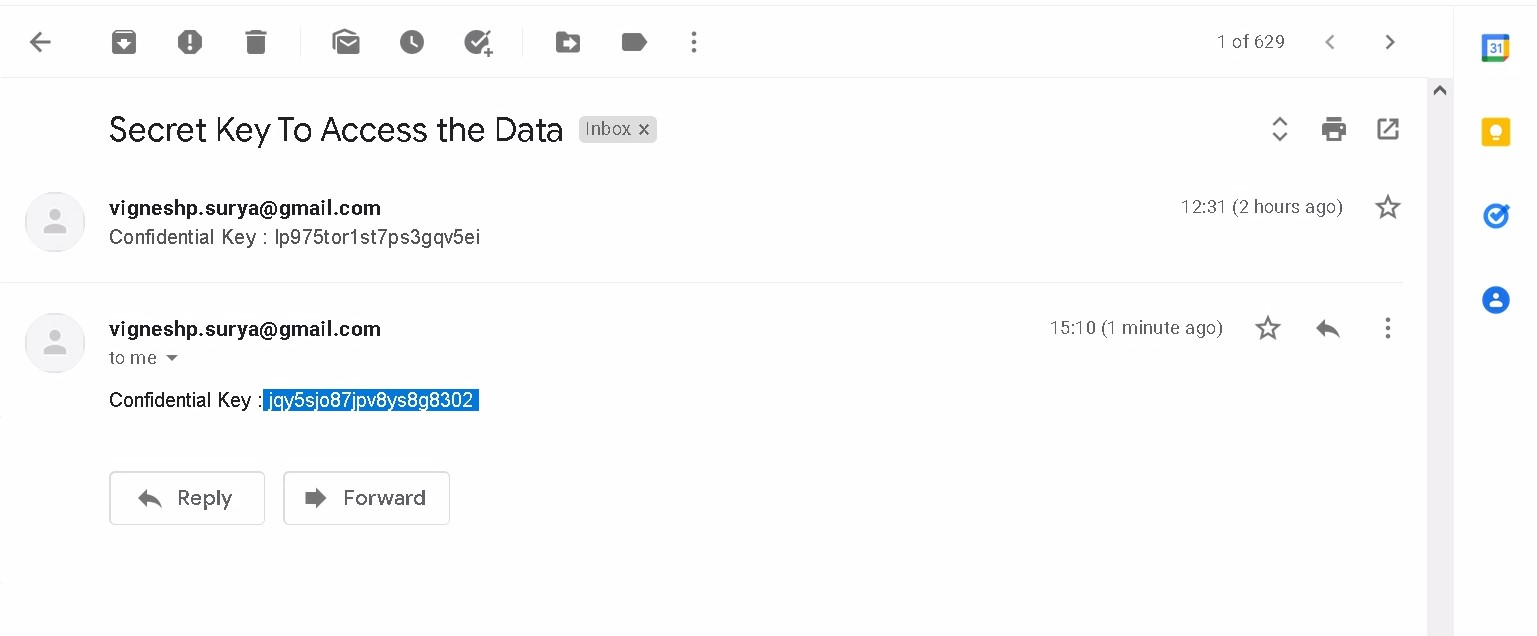 1 of 629
31
Secret Key To Access the Data Inbox ×
vigneshp.surya@gmail.com 12:31 (2 hours ago)
Confidential Key : lp975tor1st7ps3gqv5ei
vigneshp.surya@gmail.com 15:10 (1 minute ago)
to me
Confidential Key : jqy5sjo87jpv8ys8g8302
Reply Forward